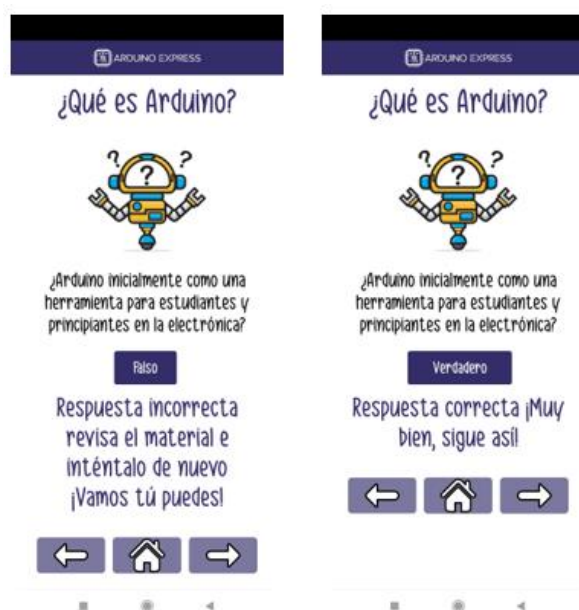 ARDUINO EXPRESS
¿Qué es Arduino?
? ? ?
¿Arduino inicialmente como una
herramienta para estudiantes y
principiantes en la electrónica?
Falso
Respuesta incorrecta
revisa el material e
inténtalo de nuevo
¡Vamos tú puedes!
ARDUINO EXPRESS
¿Qué es Arduino?
? ? ?
¿Arduino inicialmente como una
herramienta para estudiantes y
principiantes en la electrónica?
Verdadero
Respuesta correcta ¡Muy
bien, sigue así!